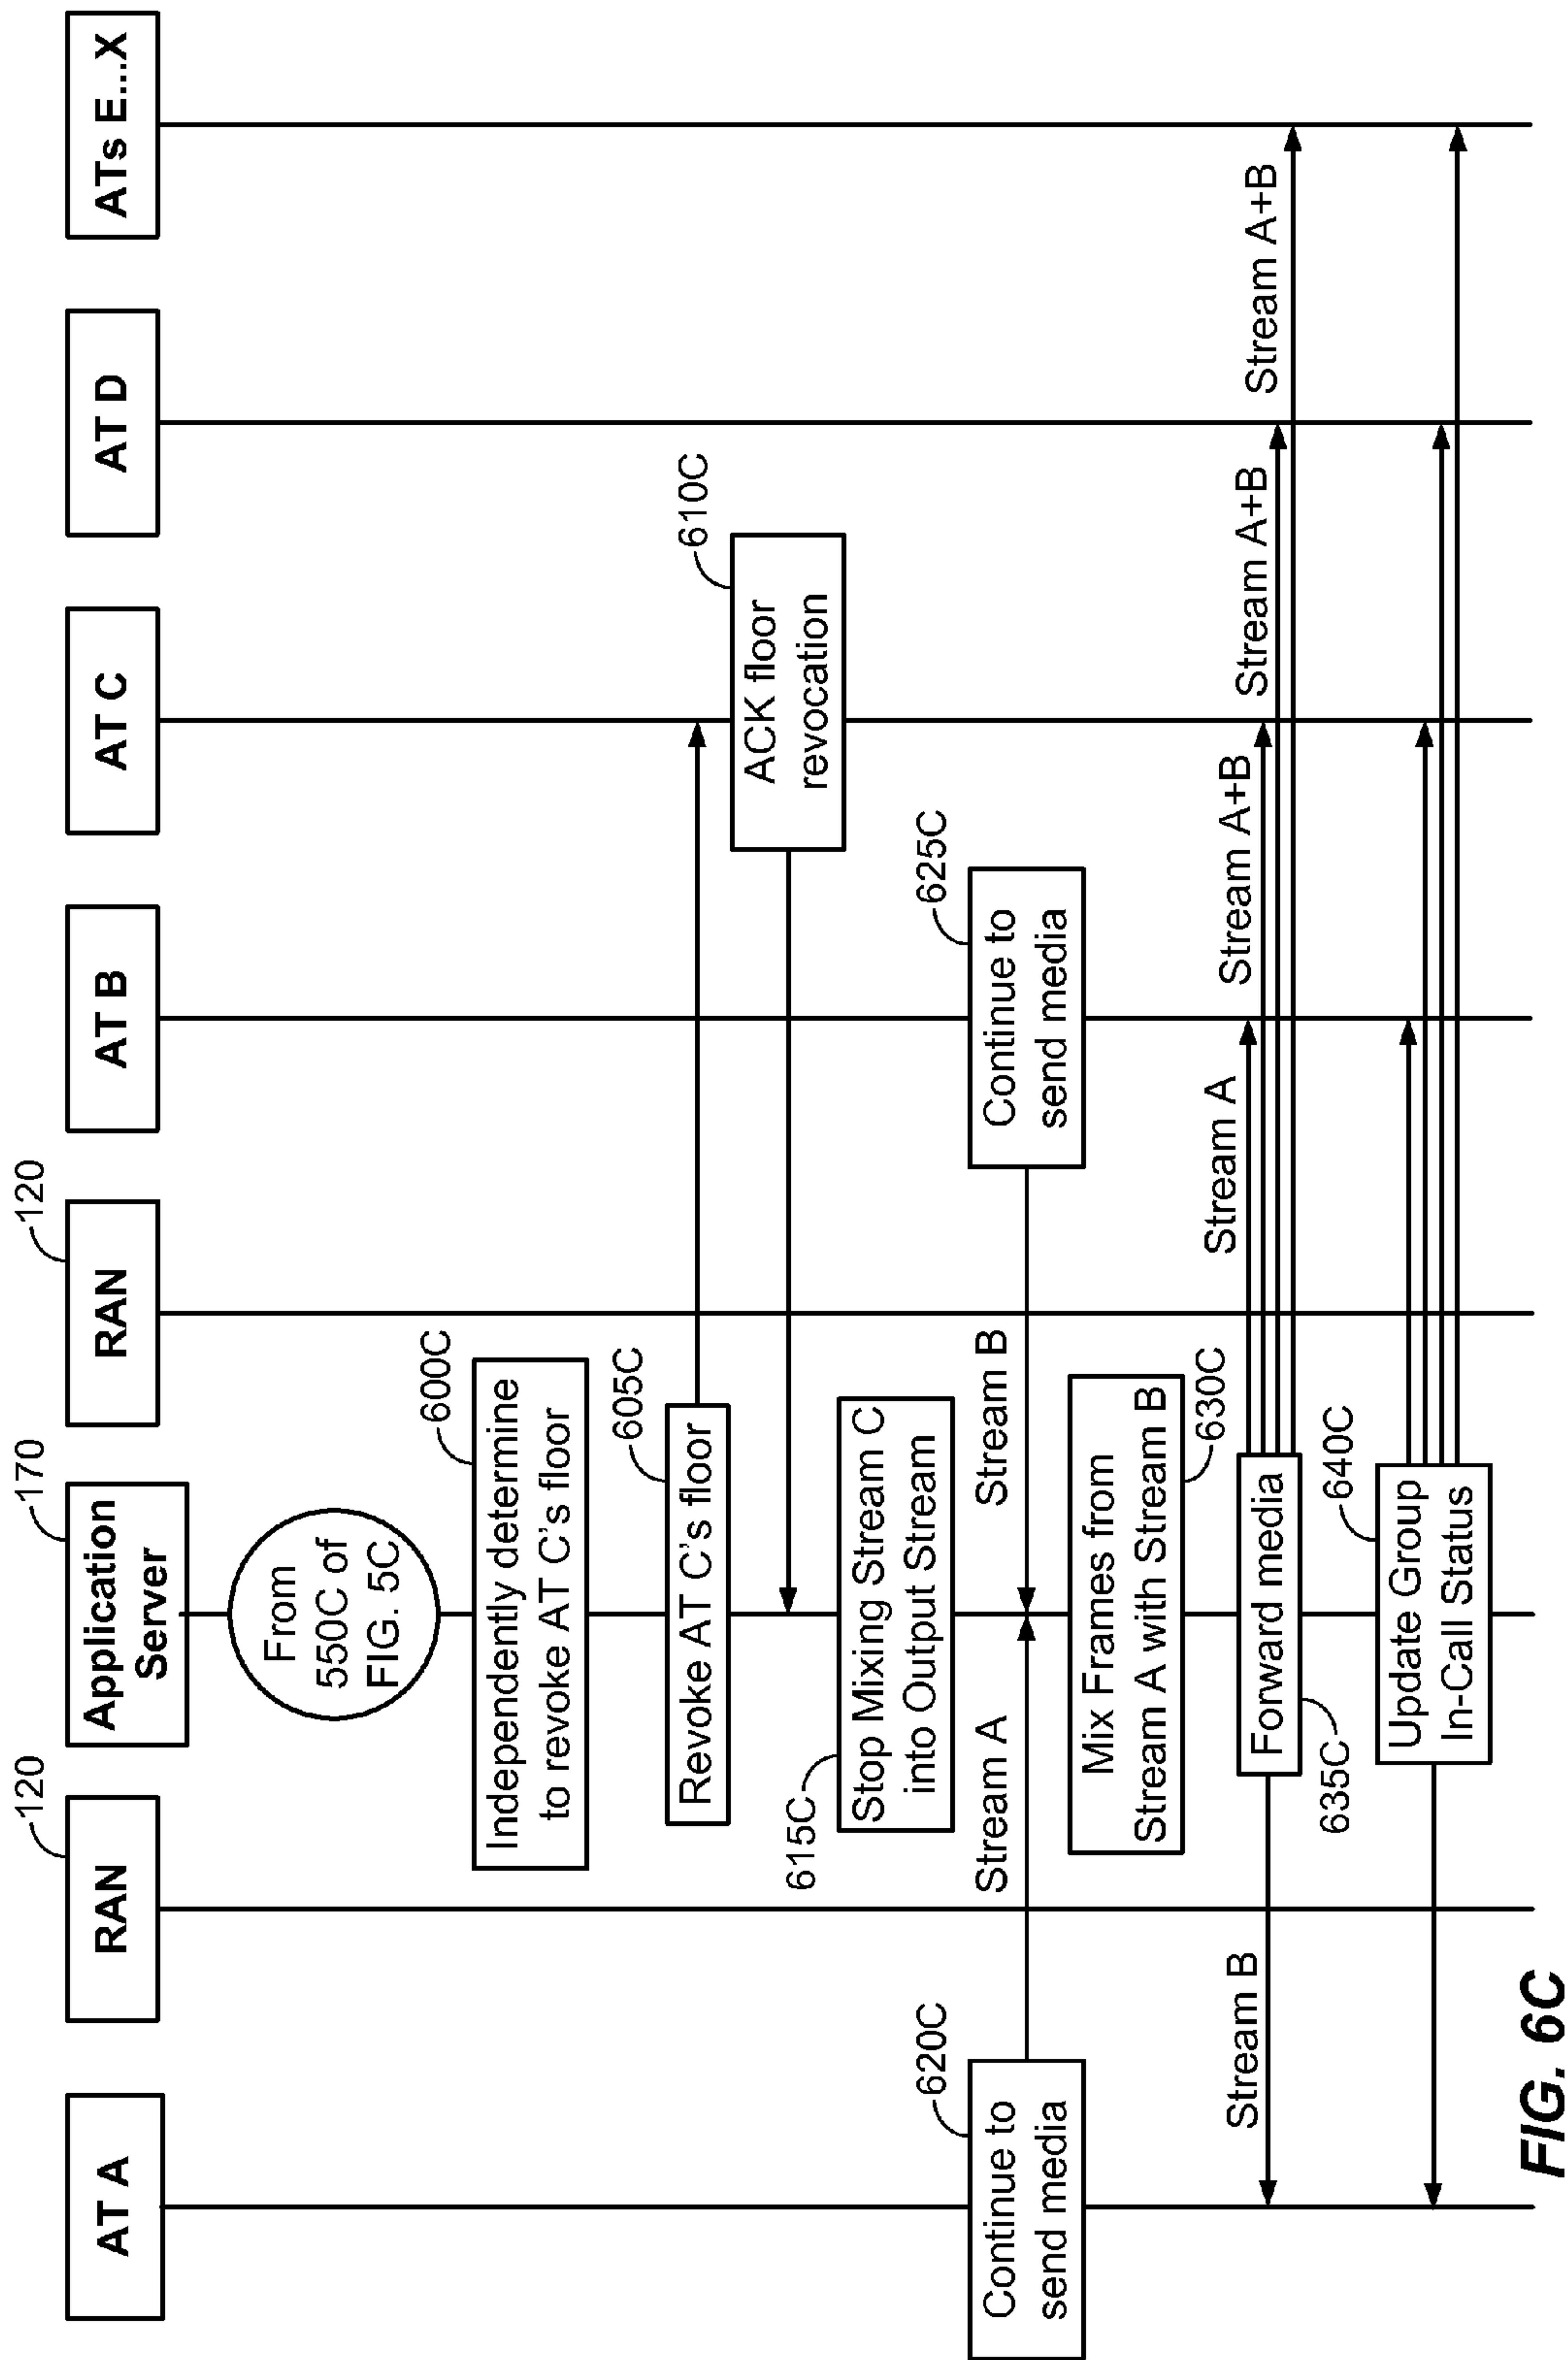 AT A
RAN
120
Application
Server
170
RAN
120
AT B
AT C
AT D
ATs E...X
From
550C of
FIG. 5C
Independently determine
to revoke AT C's floor
600C
Revoke AT C's floor
605C
ACK floor
revocation
610C
Stop Mixing Stream C
into Output Stream
615C
Continue to
send media
620C
Stream A
Stream B
Continue to
send media
625C
Mix Frames from
Stream A with Stream B
630C
Forward media
635C
Stream B
Stream A
Stream A+B
Stream A+B
Stream A+B
Update Group
In-Call Status
640C
FIG. 6C